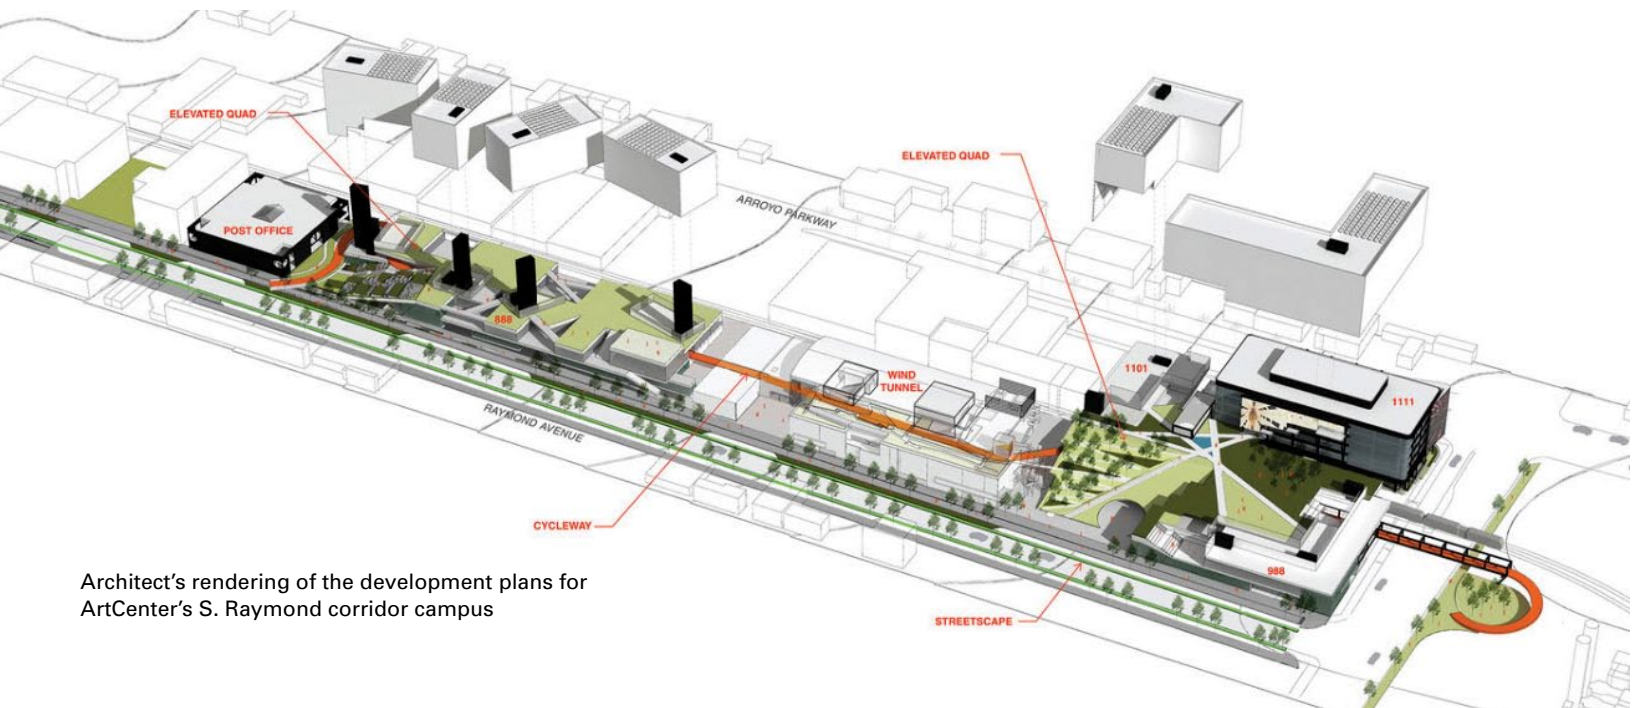 ELEVATED QUAD
ELEVATED QUAD
ARROYO PARKWAY
POST OFFICE
888
WIND
TUNNEL
1101
1111
RAYMOND AVENUE
CYCLEWAY
988
STREETSCAPE
Architect’s rendering of the development plans for
ArtCenter’s S. Raymond corridor campus